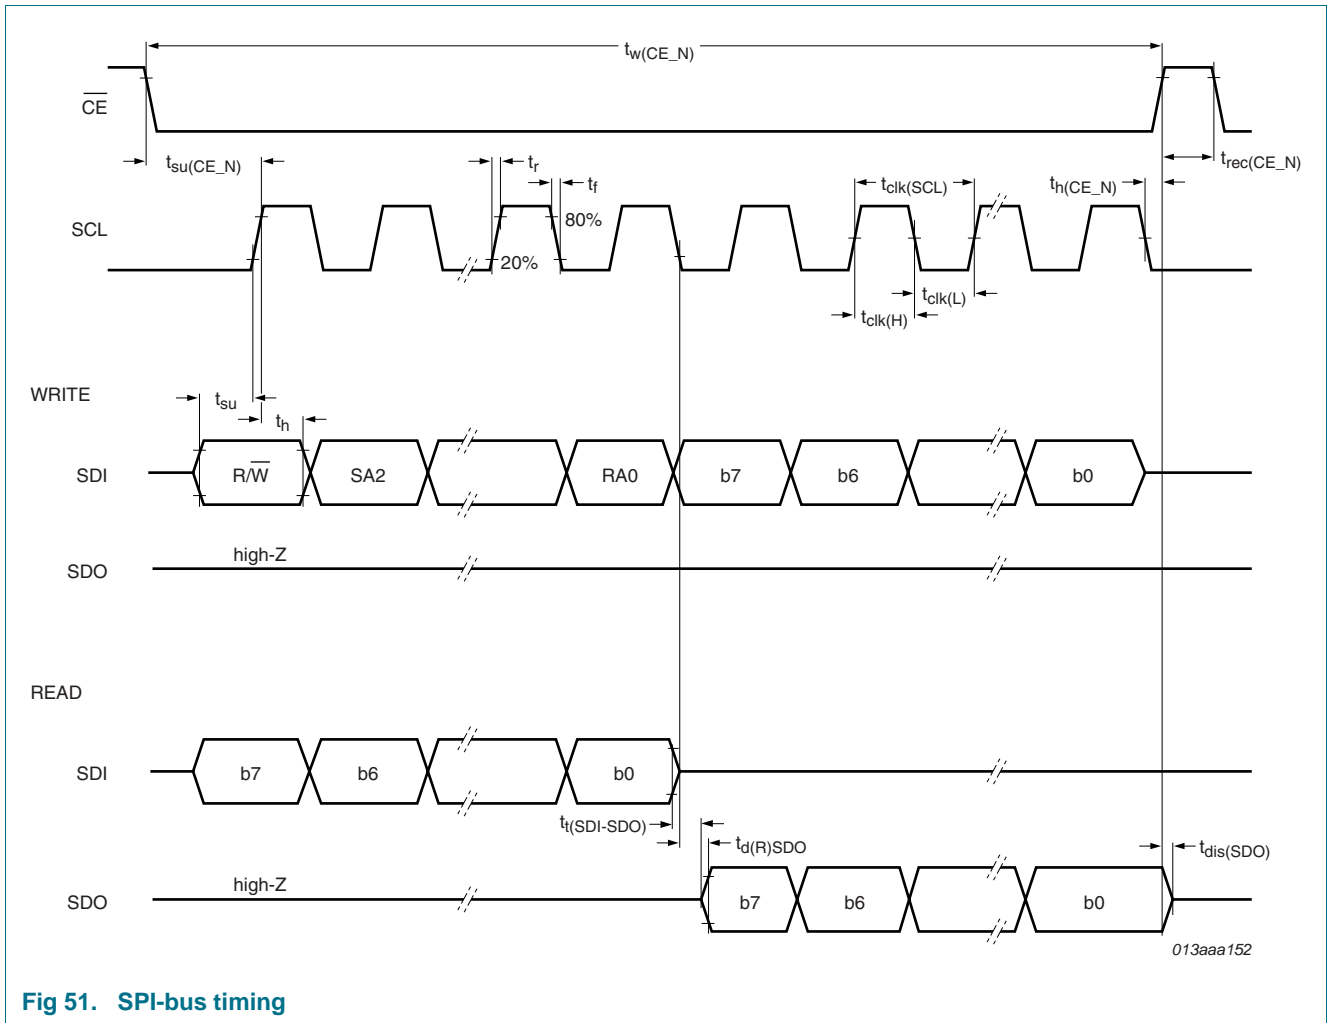 tw(CE_N)
CE
tsu(CE_N)
tr
trec(CE_N)
tf
tclk(SCL)
th(CE_N)
SCL
80%
20%
tclk(L)
tclk(H)
WRITE
tsu
th
SDI R/W SA2 RA0 b7 b6 b0
high-Z
SDO
READ
SDI b7 b6 b0
tt(SDI-SDO)
td(R)SDO
tdis(SDO)
high-Z
SDO b7 b6 b0
013aaa152
Fig 51. SPI-bus timing